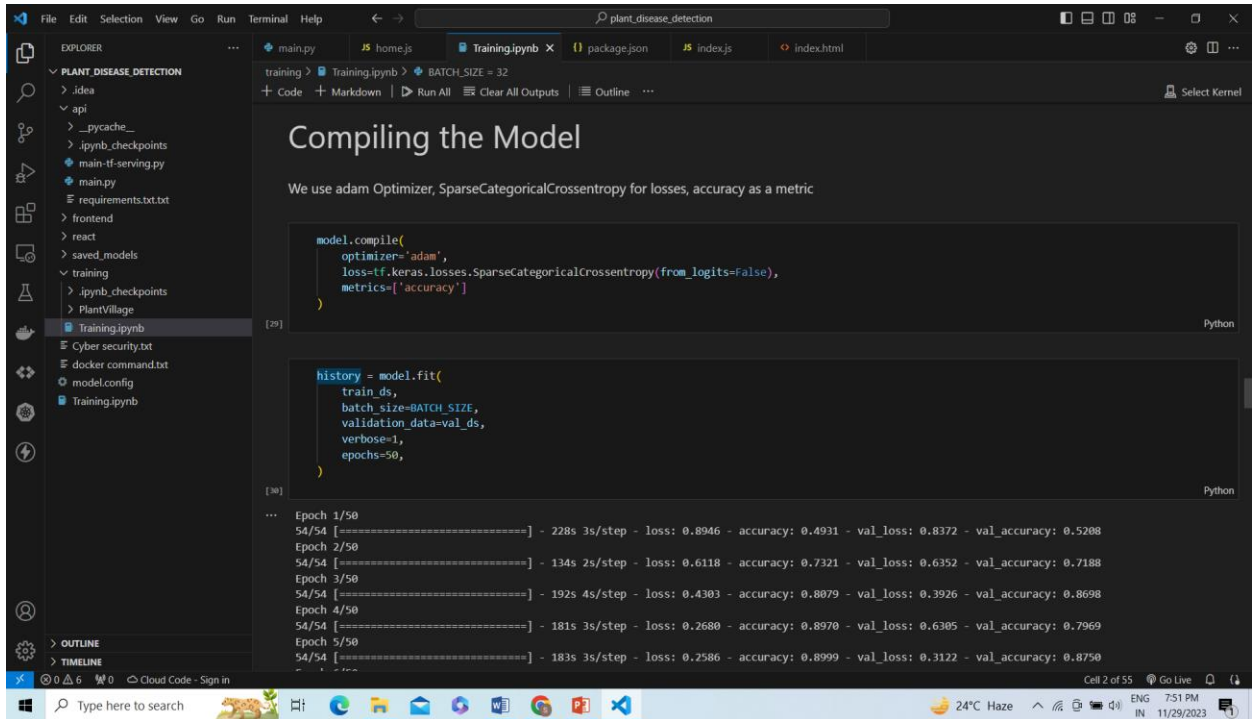 File Edit Selection View Go Run Terminal Help
plant_disease_detection
EXPLORER
main.py
JS home.js
Training.ipynb
{} package.json
JS index.js
<> index.html
PLANT_DISEASE_DETECTION
.idea
api
__pycache__
.ipynb_checkpoints
main-tf-serving.py
main.py
requirements.txt.txt
frontend
react
saved_models
training
.ipynb_checkpoints
PlantVillage
Training.ipynb
Cyber security.txt
docker command.txt
model.config
Training.ipynb
OUTLINE
TIMELINE
training > Training.ipynb > BATCH_SIZE = 32
+ Code + Markdown | Run All Clear All Outputs | Outline ...
Select Kernel
Compiling the Model
We use adam Optimizer, SparseCategoricalCrossentropy for losses, accuracy as a metric
model.compile(
optimizer='adam',
loss=tf.keras.losses.SparseCategoricalCrossentropy(from_logits=False),
metrics=['accuracy']
)
[29]
Python
history = model.fit(
train_ds,
batch_size=BATCH_SIZE,
validation_data=val_ds,
verbose=1,
epochs=50,
)
[30]
Python
... Epoch 1/50
54/54 [==============================] - 228s 3s/step - loss: 0.8946 - accuracy: 0.4931 - val_loss: 0.8372 - val_accuracy: 0.5208
Epoch 2/50
54/54 [==============================] - 134s 2s/step - loss: 0.6118 - accuracy: 0.7321 - val_loss: 0.6352 - val_accuracy: 0.7188
Epoch 3/50
54/54 [==============================] - 192s 4s/step - loss: 0.4303 - accuracy: 0.8079 - val_loss: 0.3926 - val_accuracy: 0.8698
Epoch 4/50
54/54 [==============================] - 181s 3s/step - loss: 0.2680 - accuracy: 0.8970 - val_loss: 0.6305 - val_accuracy: 0.7969
Epoch 5/50
54/54 [==============================] - 183s 3s/step - loss: 0.2586 - accuracy: 0.8999 - val_loss: 0.3122 - val_accuracy: 0.8750
0 6 0 Cloud Code - Sign in
Cell 2 of 55 Go Live
Type here to search
24°C Haze
ENG
IN
7:51 PM
11/29/2023